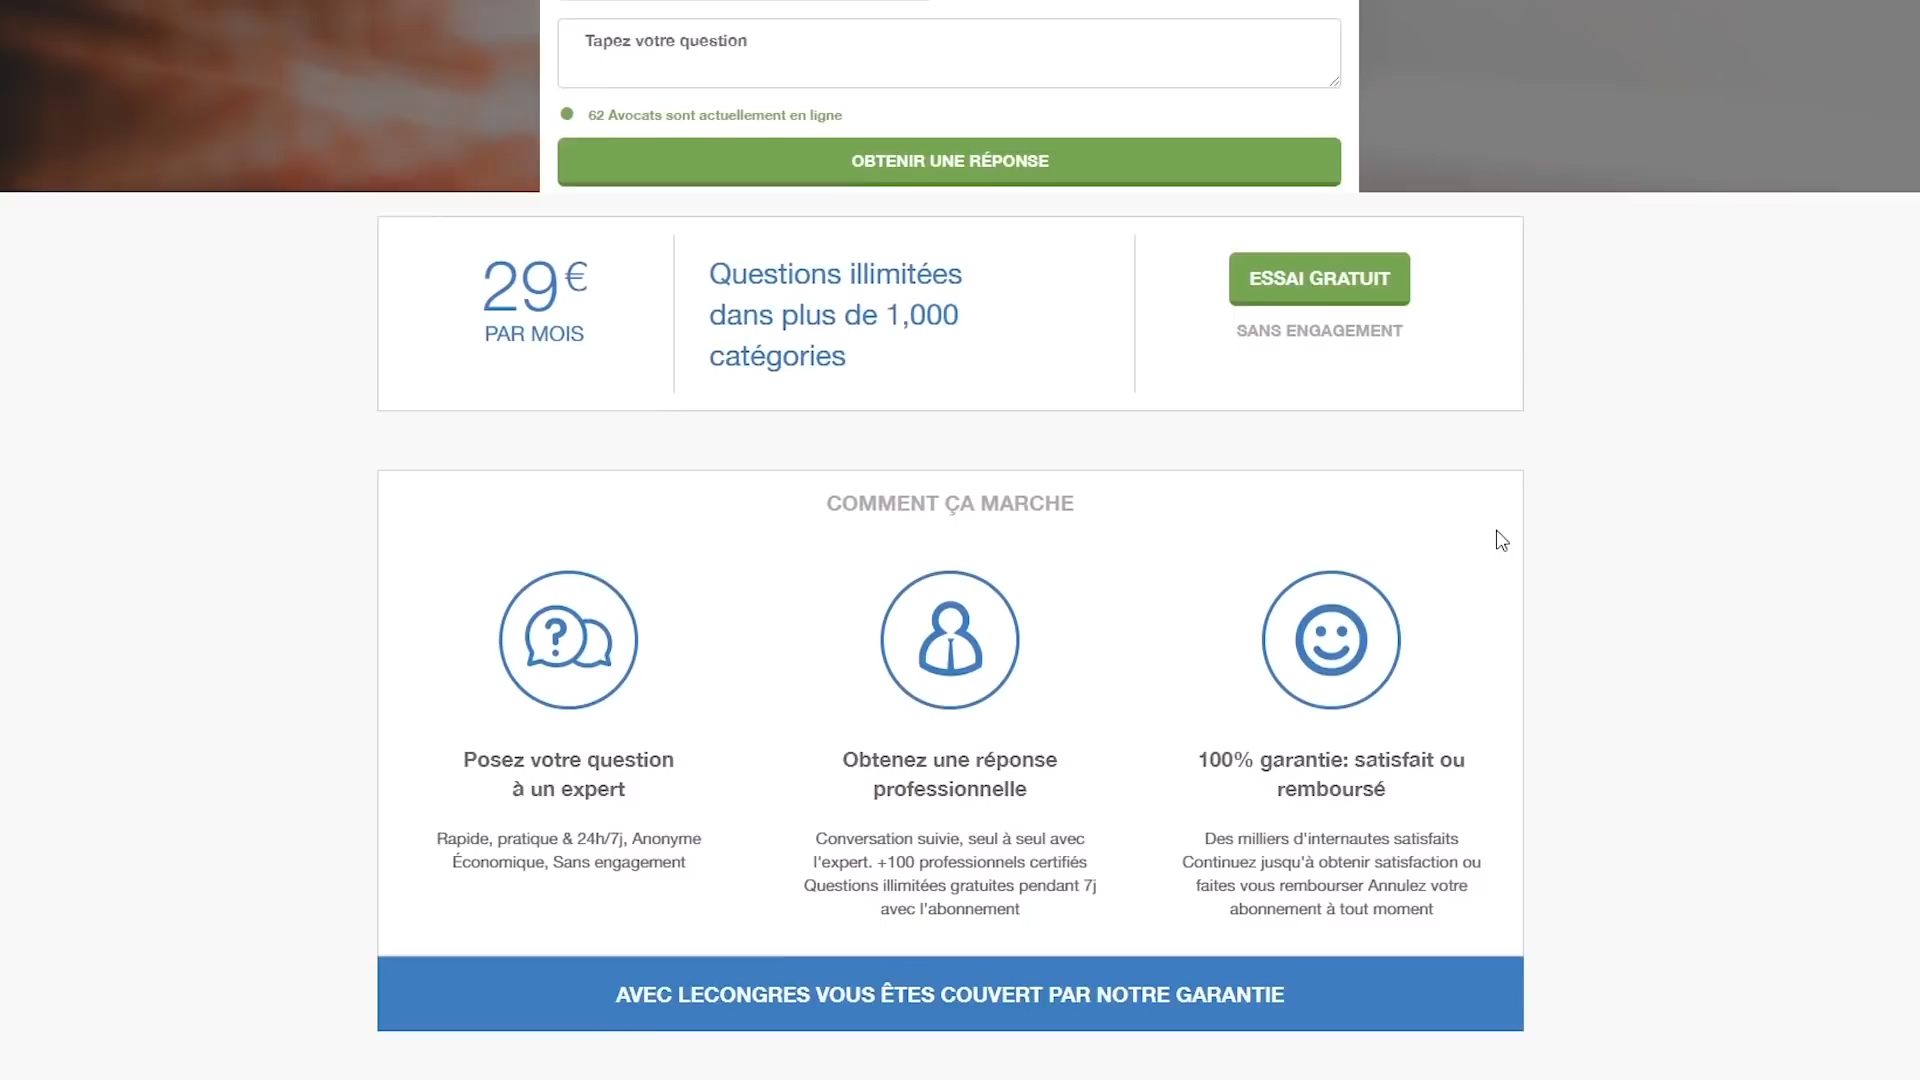 Tapez votre question
62 Avocats sont actuellement en ligne
OBTENIR UNE RÉPONSE
29€
PAR MOIS
Questions illimitées
dans plus de 1,000
catégories
ESSAI GRATUIT
SANS ENGAGEMENT
COMMENT ÇA MARCHE
Posez votre question
à un expert
Rapide, pratique & 24h/7j, Anonyme
Économique, Sans engagement
Obtenez une réponse
professionnelle
Conversation suivie, seul à seul avec
l'expert. +100 professionnels certifiés
Questions illimitées gratuites pendant 7j
avec l'abonnement
100% garantie: satisfait ou
remboursé
Des milliers d'internautes satisfaits
Continuez jusqu'à obtenir satisfaction ou
faites vous rembourser Annulez votre
abonnement à tout moment
AVEC LECONGRES VOUS ÊTES COUVERT PAR NOTRE GARANTIE